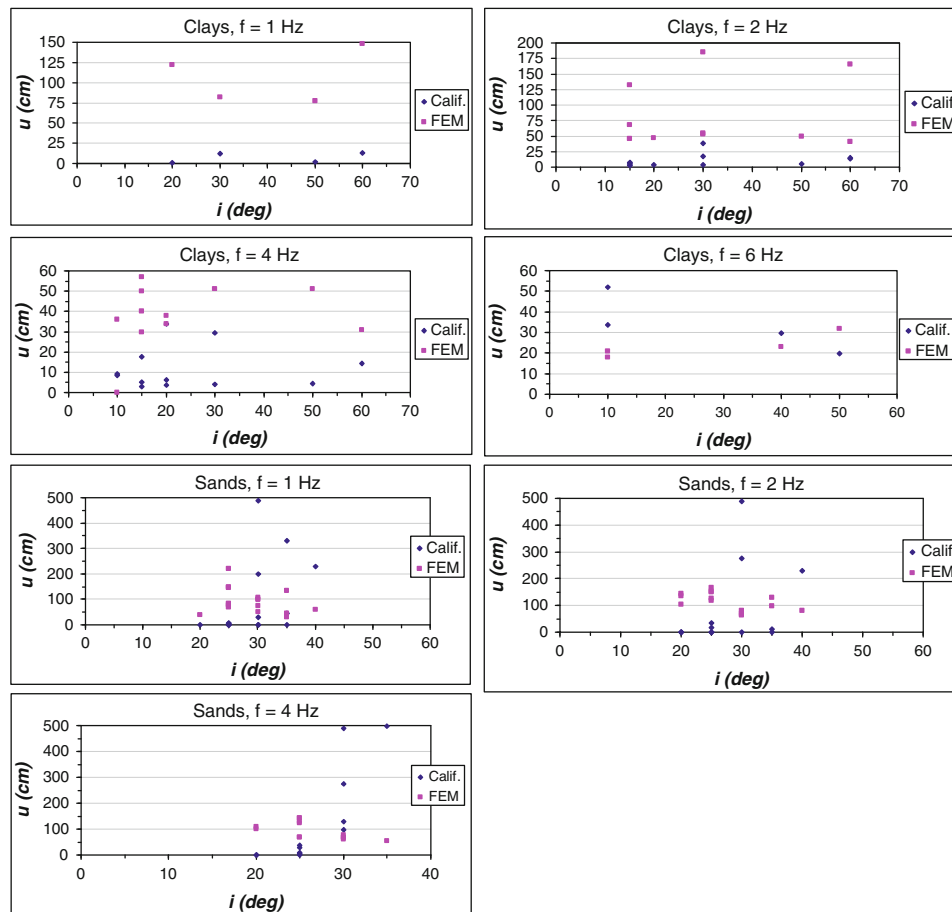 Clays, f = 1 Hz
150
125
100
75
50
25
0
u (cm)
0 10 20 30 40 50 60 70
i (deg)
Calif.
FEM
Clays, f = 2 Hz
200
175
150
125
100
75
50
25
0
u (cm)
0 10 20 30 40 50 60 70
i (deg)
Calif.
FEM
Clays, f = 4 Hz
60
50
40
30
20
10
0
u (cm)
0 10 20 30 40 50 60 70
i (deg)
Calif.
FEM
Clays, f = 6 Hz
60
50
40
30
20
10
0
u (cm)
0 10 20 30 40 50 60
i (deg)
Calif.
FEM
Sands, f = 1 Hz
500
400
300
200
100
0
u (cm)
0 10 20 30 40 50 60
i (deg)
Calif.
FEM
Sands, f = 2 Hz
500
400
300
200
100
0
u (cm)
0 10 20 30 40 50 60
i (deg)
Calif.
FEM
Sands, f = 4 Hz
500
400
300
200
100
0
u (cm)
0 10 20 30 40
i (deg)
Calif.
FEM